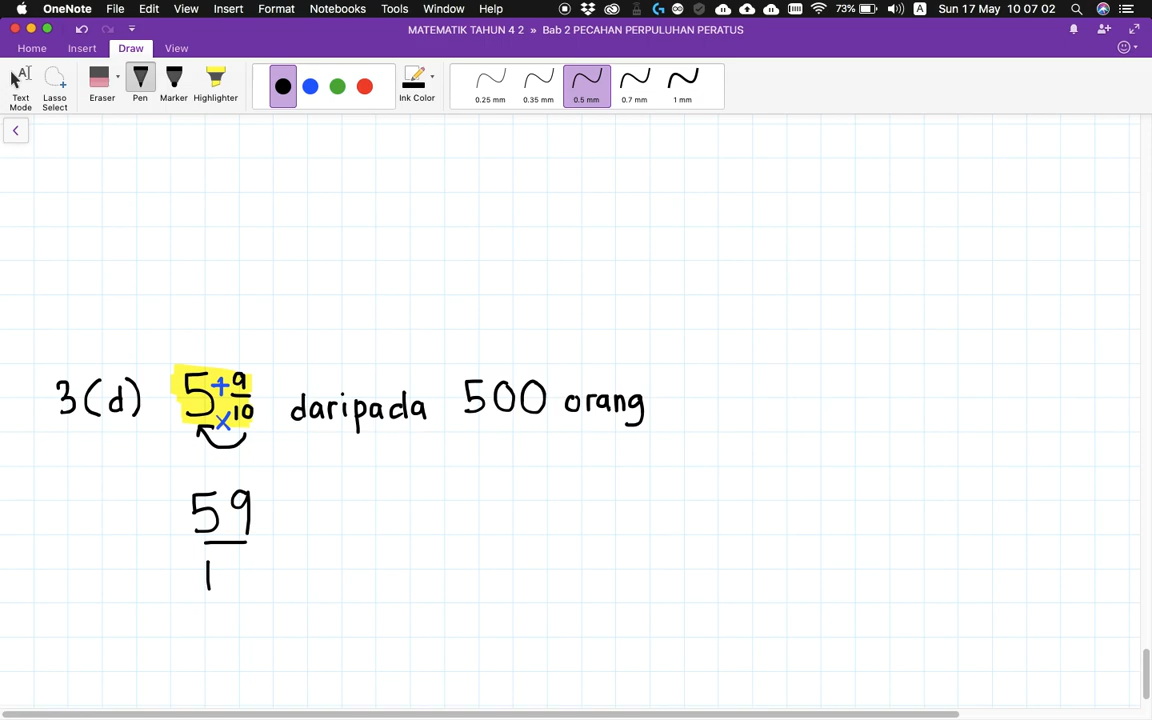 OneNote File Edit View Insert Format Notebooks Tools Window Help 73% A Sun 17 May 10 07 02
MATEMATIK TAHUN 4 2 » Bab 2 PECAHAN PERPULUHAN PERATUS
Home Insert Draw View
A
Text Mode Lasso Select Eraser Pen Marker Highlighter Ink Color 0.25 mm 0.35 mm 0.5 mm 0.7 mm 1 mm
3(d) 5 + 9/10 × daripada 500 orang
59
1